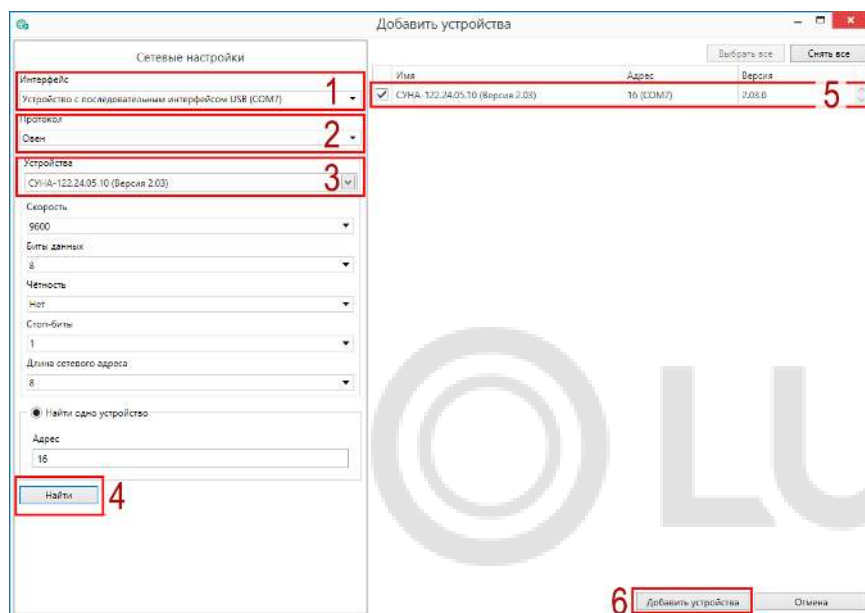 Добавить устройства
Сетевые настройки
Интерфейс
Устройство с последовательным интерфейсом USB (COM7)
1
Протокол
Овен
2
Устройства
СУНА-122.24.05.10 (Версия 2.03)
3
Скорость
9600
Биты данных
8
Чётность
Нет
Стоп-биты
1
Длина сетевого адреса
8
Найти одно устройство
Адрес
16
Найти
4
Выбрать все
Снять все
Имя Адрес Версия
СУНА-122.24.05.10 (Версия 2.03) 16 (COM7) 2.03.0
5
LU
6
Добавить устройства
Отмена